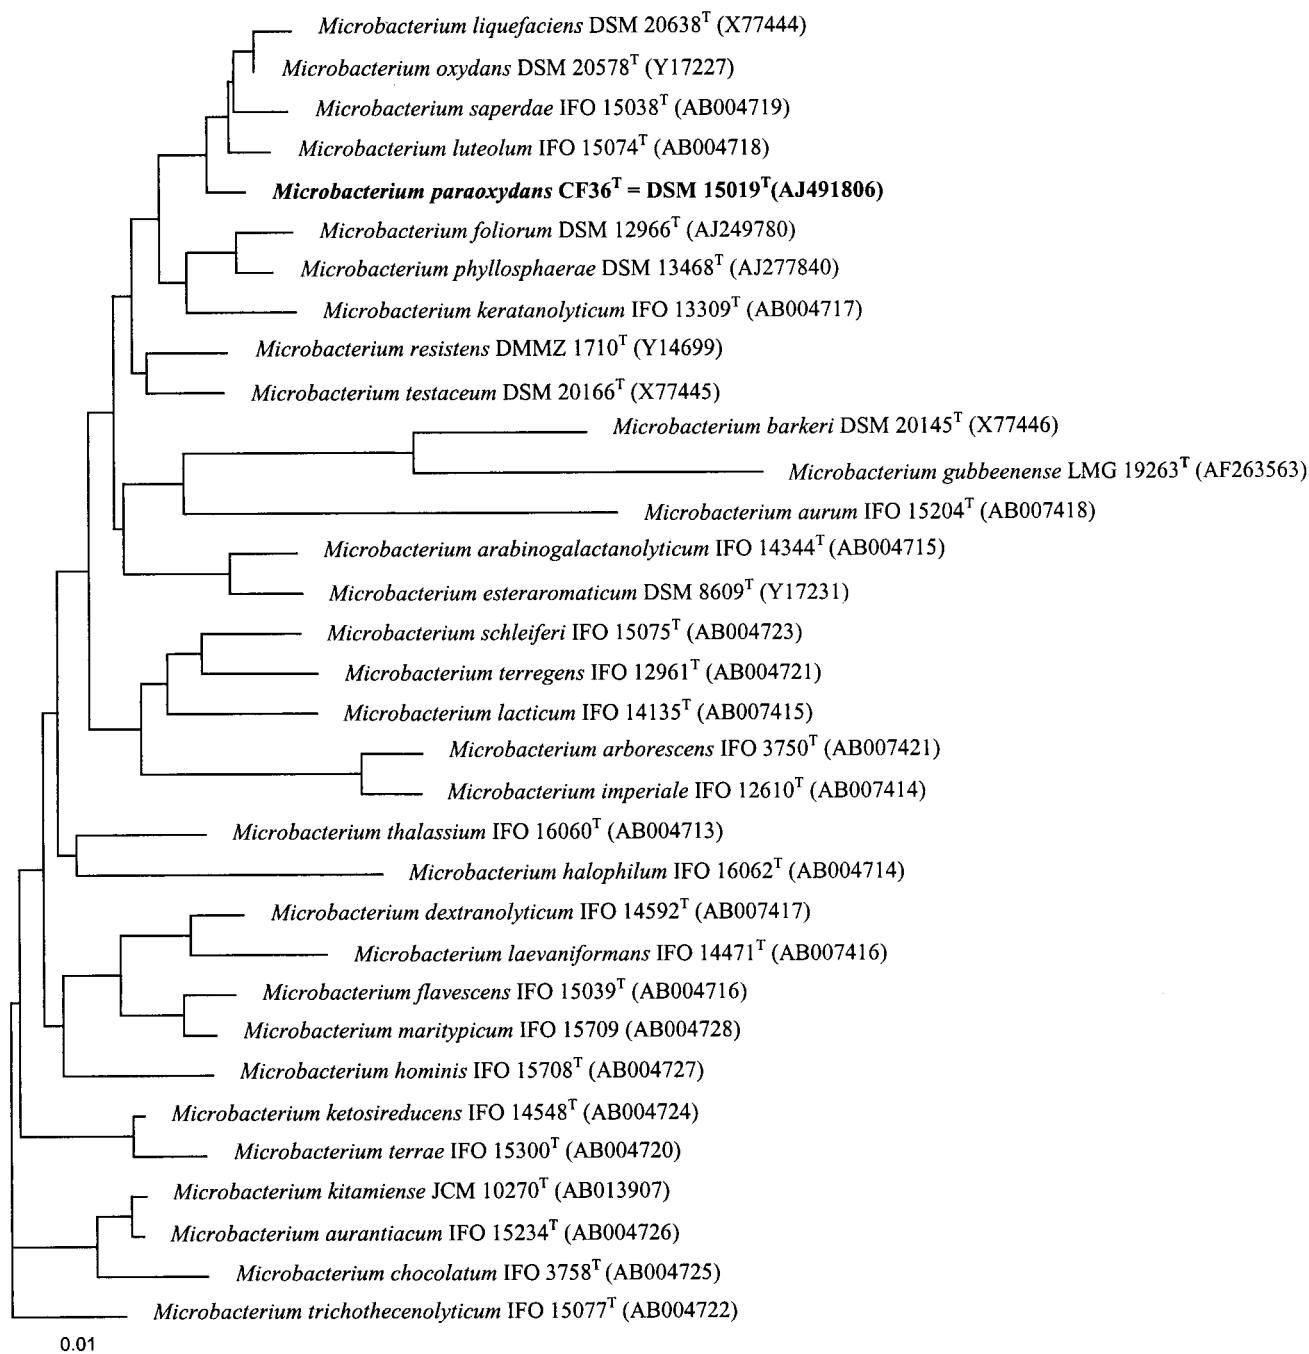 Microbacterium liquefaciens DSM 20638T (X77444)
Microbacterium oxydans DSM 20578T (Y17227)
Microbacterium saperdae IFO 15038T (AB004719)
Microbacterium luteolum IFO 15074T (AB004718)
Microbacterium paraoxydans CF36T = DSM 15019T(AJ491806)
Microbacterium foliorum DSM 12966T (AJ249780)
Microbacterium phyllosphaerae DSM 13468T (AJ277840)
Microbacterium keratanolyticum IFO 13309T (AB004717)
Microbacterium resistens DMMZ 1710T (Y14699)
Microbacterium testaceum DSM 20166T (X77445)
Microbacterium barkeri DSM 20145T (X77446)
Microbacterium gubbeenense LMG 19263T (AF263563)
Microbacterium aurum IFO 15204T (AB007418)
Microbacterium arabinogalactanolyticum IFO 14344T (AB004715)
Microbacterium esteraromaticum DSM 8609T (Y17231)
Microbacterium schleiferi IFO 15075T (AB004723)
Microbacterium terregens IFO 12961T (AB004721)
Microbacterium lacticum IFO 14135T (AB007415)
Microbacterium arborescens IFO 3750T (AB007421)
Microbacterium imperiale IFO 12610T (AB007414)
Microbacterium thalassium IFO 16060T (AB004713)
Microbacterium halophilum IFO 16062T (AB004714)
Microbacterium dextranolyticum IFO 14592T (AB007417)
Microbacterium laevaniformans IFO 14471T (AB007416)
Microbacterium flavescens IFO 15039T (AB004716)
Microbacterium maritypicum IFO 15709 (AB004728)
Microbacterium hominis IFO 15708T (AB004727)
Microbacterium ketosireducens IFO 14548T (AB004724)
Microbacterium terrae IFO 15300T (AB004720)
Microbacterium kitamiense JCM 10270T (AB013907)
Microbacterium aurantiacum IFO 15234T (AB004726)
Microbacterium chocolatum IFO 3758T (AB004725)
Microbacterium trichothecenolyticum IFO 15077T (AB004722)
0.01